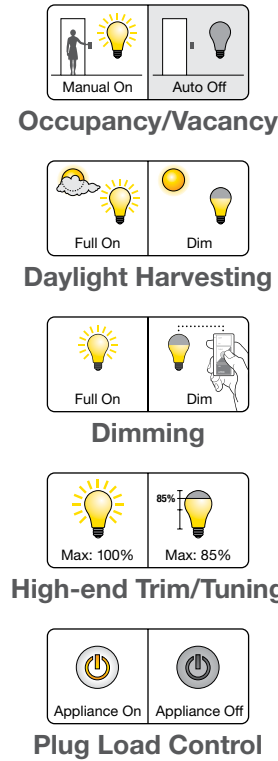 Manual On Auto Off
Occupancy/Vacancy
Full On Dim
Daylight Harvesting
Full On Dim
Dimming
85%
Max: 100% Max: 85%
High-end Trim/Tuning
Appliance On Appliance Off
Plug Load Control